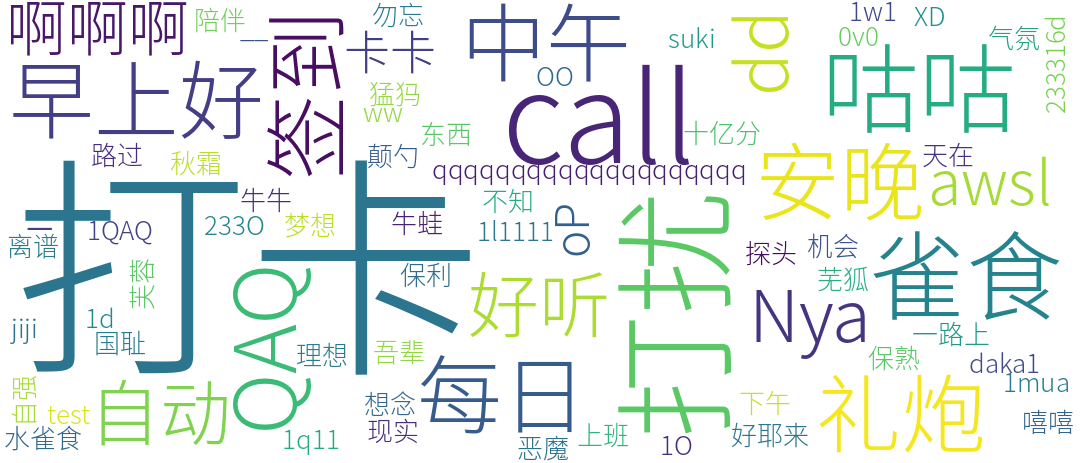 啊啊啊
陪伴
__
勿忘
中午
suki
dd
1w1
XD
0v0
气氛
233316d
早上好
签到
卡卡
猛犸
ww
OO
call
咕咕
路过
秋霜
颠勺
东西
qqqqqqqqqqqqqqqqqqqq
十亿分
天在
安晚
awsl
打卡
二
1QAQ
离谱
233O
牛牛
梦想
牛蛙
不知
1l1111
oP
打扰
探头
机会
芜狐
雀食
芙蓉
QAQ
保利
好听
Nya
jiji
1d
国耻
理想
吾辈
一路上
保熟
daka1
1mua
自强
test
自动
想念
每日
下午
礼炮
水雀食
1q11
现实
恶魔
上班
1O
好耶来
嘻嘻